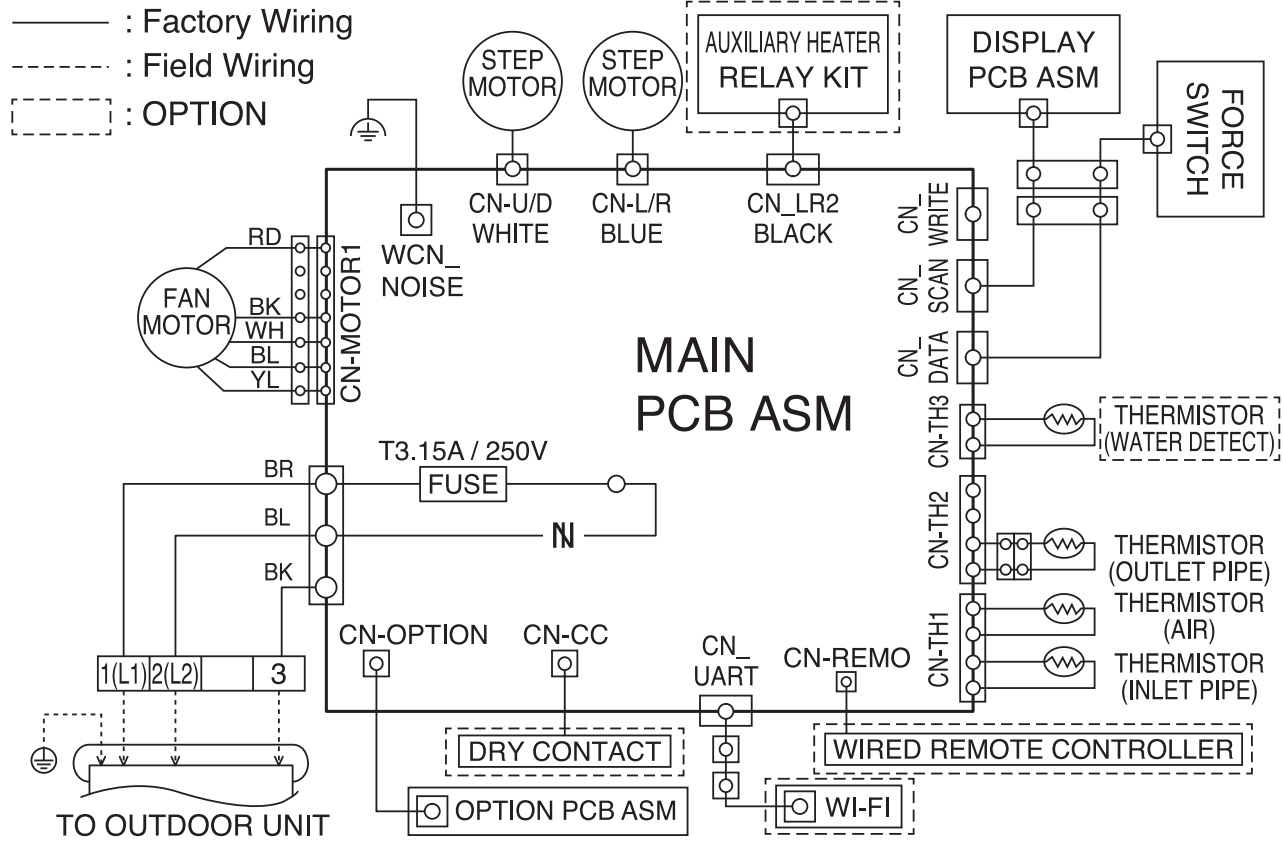 : Factory Wiring
: Field Wiring
: OPTION
STEP
MOTOR
STEP
MOTOR
AUXILIARY HEATER
RELAY KIT
DISPLAY
PCB ASM
FORCE
SWITCH
CN-U/D
WHITE
CN-L/R
BLUE
CN_LR2
BLACK
CN_
WRITE
WCN_
NOISE
CN_
SCAN
CN_
DATA
RD
FAN
MOTOR
BK
WH
BL
YL
CN-MOTOR1
MAIN
PCB ASM
CN-TH3
THERMISTOR
(WATER DETECT)
T3.15A / 250V
FUSE
BR
BL
BK
CN-TH2
THERMISTOR
(OUTLET PIPE)
CN-TH1
THERMISTOR
(AIR)
THERMISTOR
(INLET PIPE)
1(L1) 2(L2) 3
CN-OPTION
CN-CC
CN_
UART
CN-REMO
DRY CONTACT
WIRED REMOTE CONTROLLER
OPTION PCB ASM
WI-FI
TO OUTDOOR UNIT